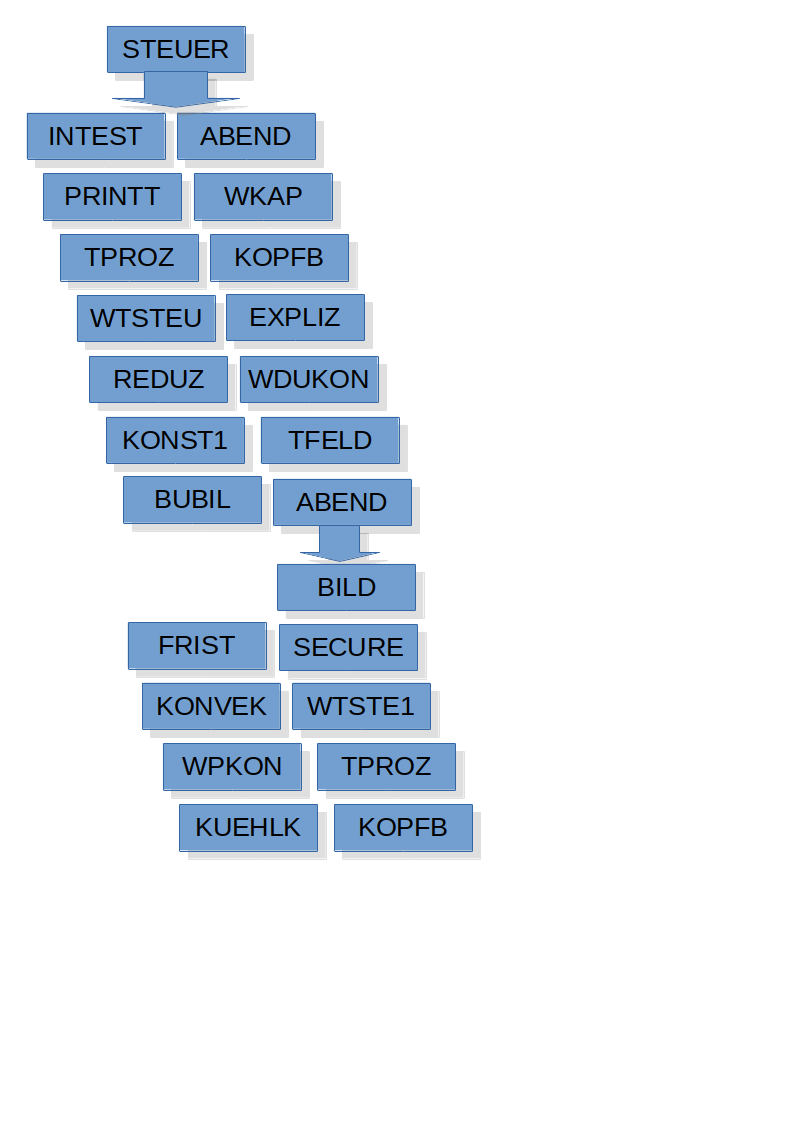 STEUER
INTEST ABEND
PRINTT WKAP
TPROZ KOPFB
WTSTEU EXPLIZ
REDUZ WDUKON
KONST1 TFELD
BUBIL ABEND
BILD
FRIST SECURE
KONVEK WTSTE1
WPKON TPROZ
KUEHLK KOPFB